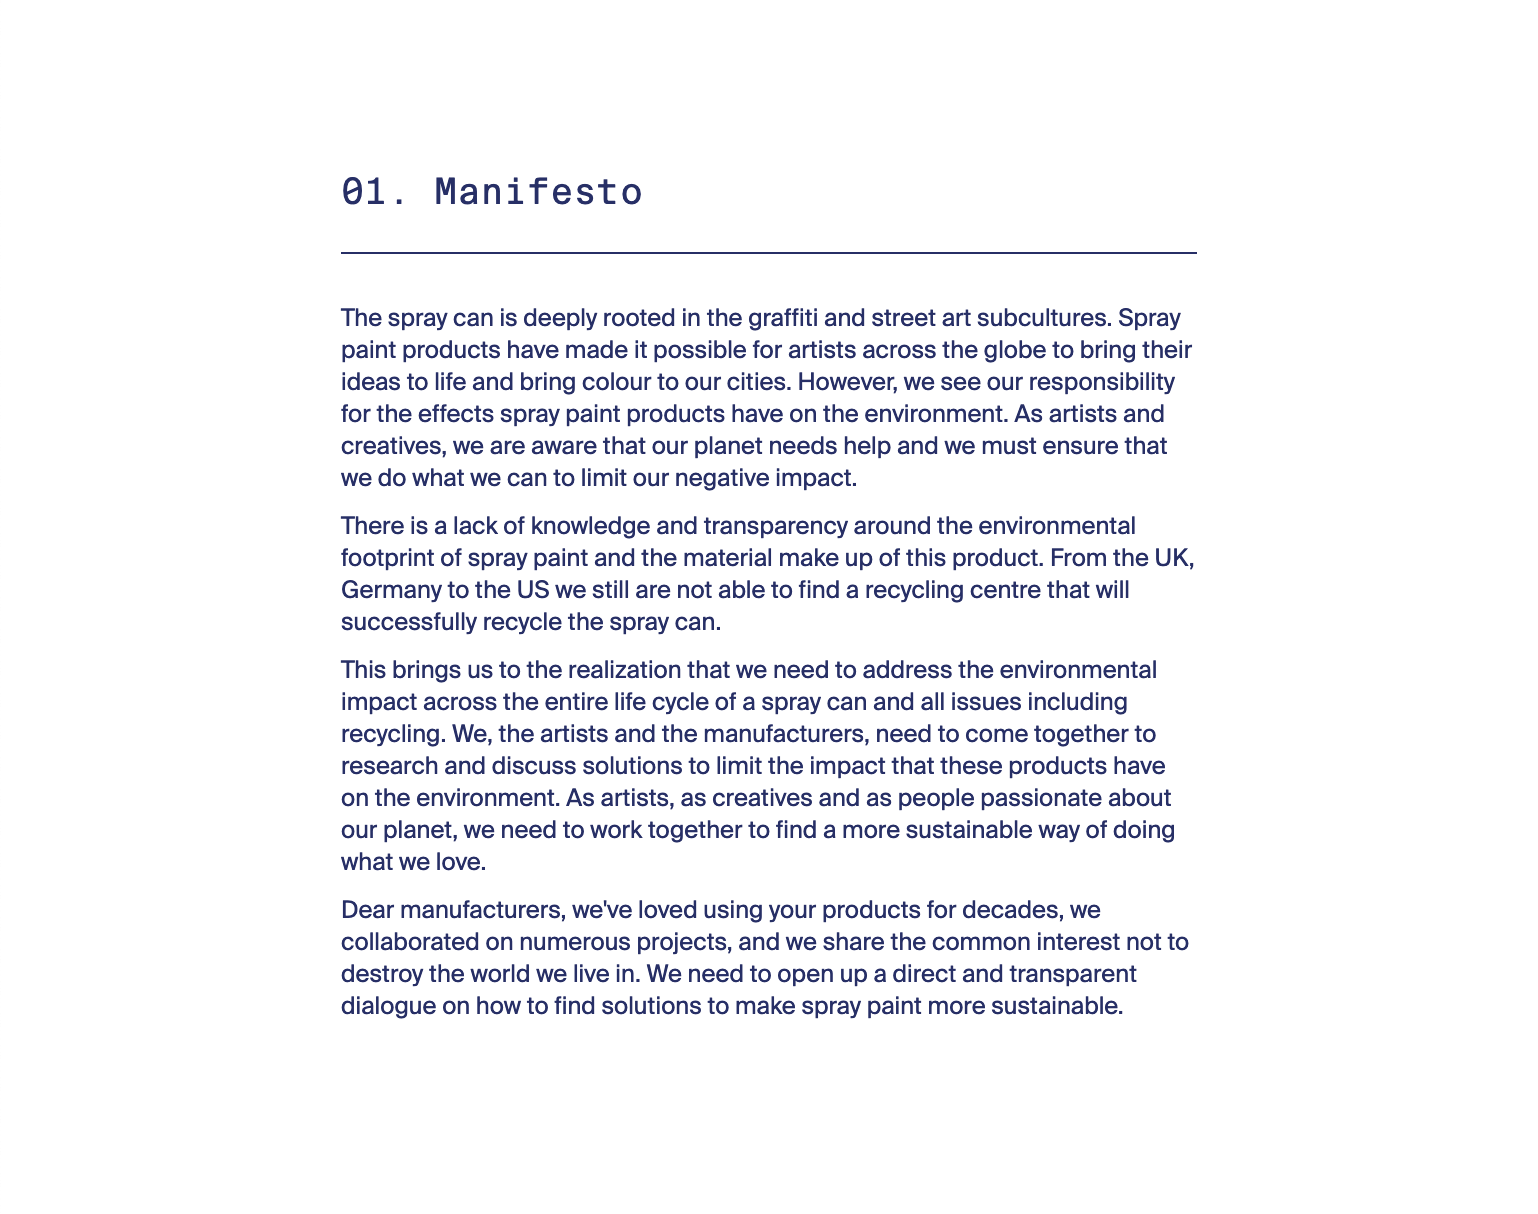 01. Manifesto
The spray can is deeply rooted in the graffiti and street art subcultures. Spray
paint products have made it possible for artists across the globe to bring their
ideas to life and bring colour to our cities. However, we see our responsibility
for the effects spray paint products have on the environment. As artists and
creatives, we are aware that our planet needs help and we must ensure that
we do what we can to limit our negative impact.
There is a lack of knowledge and transparency around the environmental
footprint of spray paint and the material make up of this product. From the UK,
Germany to the US we still are not able to find a recycling centre that will
successfully recycle the spray can.
This brings us to the realization that we need to address the environmental
impact across the entire life cycle of a spray can and all issues including
recycling. We, the artists and the manufacturers, need to come together to
research and discuss solutions to limit the impact that these products have
on the environment. As artists, as creatives and as people passionate about
our planet, we need to work together to find a more sustainable way of doing
what we love.
Dear manufacturers, we've loved using your products for decades, we
collaborated on numerous projects, and we share the common interest not to
destroy the world we live in. We need to open up a direct and transparent
dialogue on how to find solutions to make spray paint more sustainable.